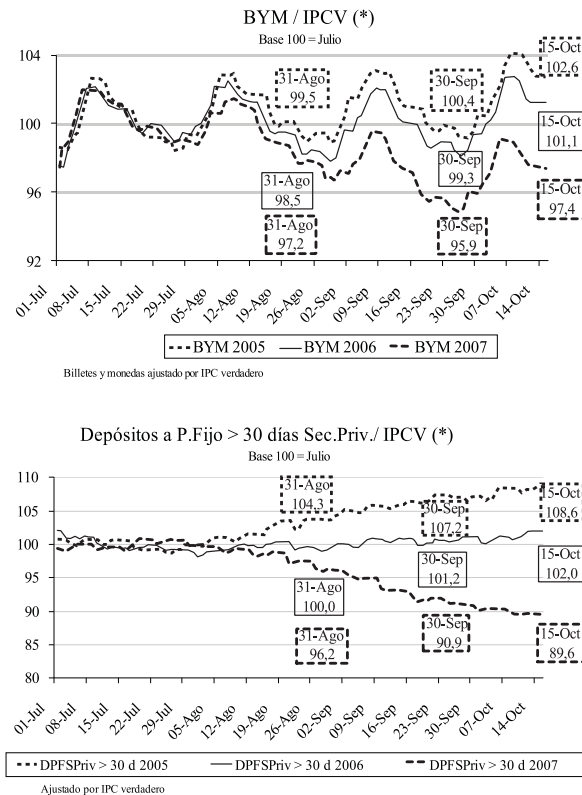 BYM / IPCV (*)
Base 100 = Julio
104
100
96
92
31-Ago
99,5
30-Sep
100,4
15-Oct
102,6
31-Ago
98,5
30-Sep
99,3
15-Oct
101,1
31-Ago
97,2
30-Sep
95,9
15-Oct
97,4
01-Jul
08-Jul
15-Jul
22-Jul
29-Jul
05-Ago
12-Ago
19-Ago
26-Ago
02-Sep
09-Sep
16-Sep
23-Sep
30-Sep
07-Oct
14-Oct
BYM 2005 BYM 2006 BYM 2007
Billetes y monedas ajustado por IPC verdadero
Depósitos a P.Fijo > 30 días Sec.Priv./ IPCV (*)
Base 100 = Julio
110
105
100
95
90
85
80
31-Ago
104,3
30-Sep
107,2
15-Oct
108,6
31-Ago
100,0
30-Sep
101,2
15-Oct
102,0
31-Ago
96,2
30-Sep
90,9
15-Oct
89,6
01-Jul
08-Jul
15-Jul
22-Jul
29-Jul
05-Ago
12-Ago
19-Ago
26-Ago
02-Sep
09-Sep
16-Sep
23-Sep
30-Sep
07-Oct
14-Oct
DPFSPriv > 30 d 2005 DPFSPriv > 30 d 2006 DPFSPriv > 30 d 2007
Ajustado por IPC verdadero